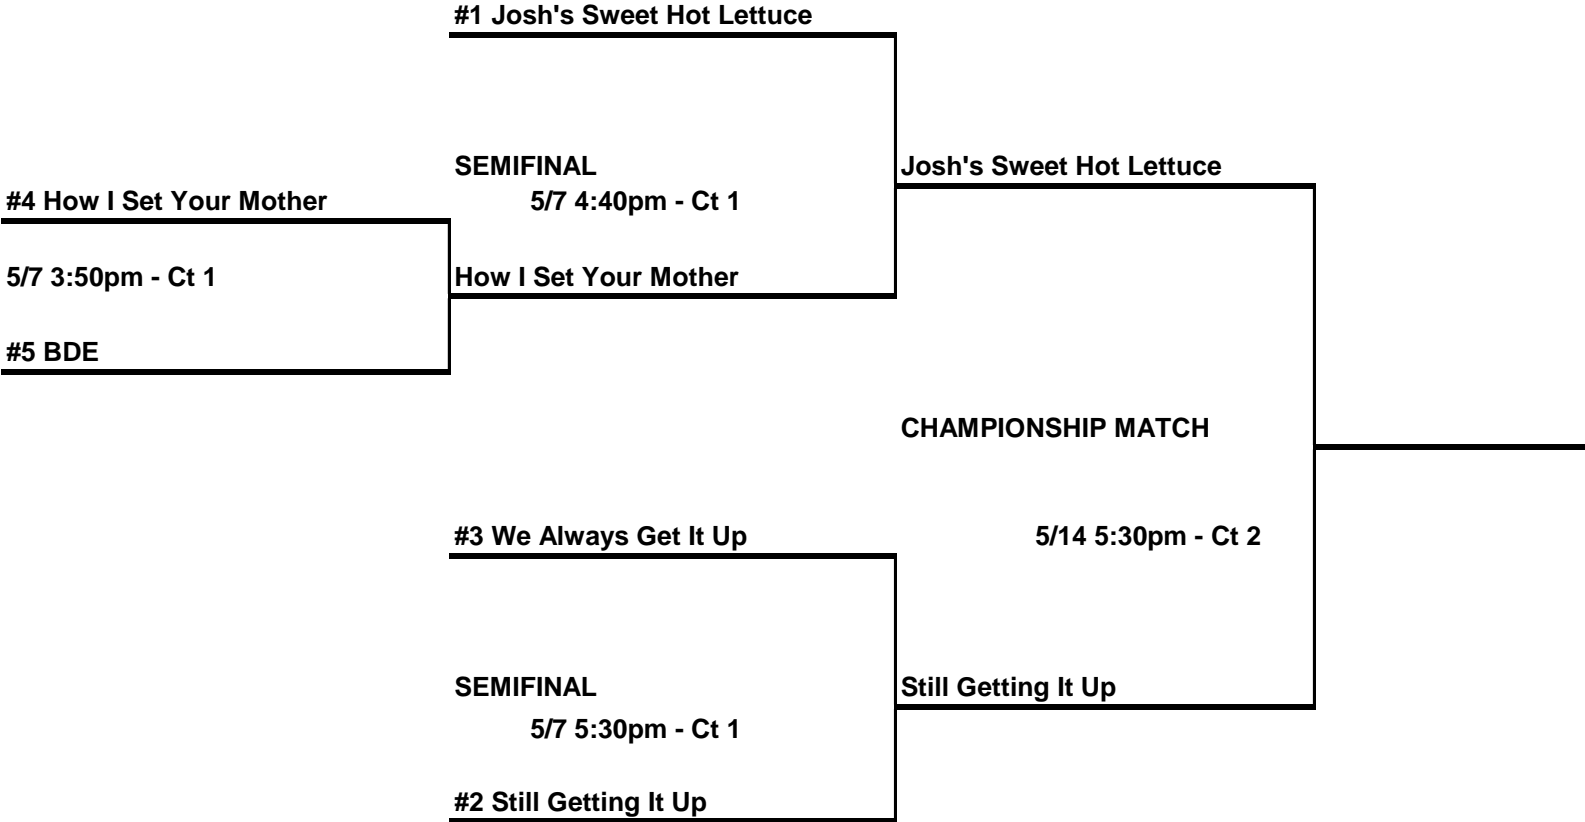 #1 Josh's Sweet Hot Lettuce
SEMIFINAL
Josh's Sweet Hot Lettuce
#4 How I Set Your Mother
5/7 4:40pm - Ct 1
5/7 3:50pm - Ct 1
How I Set Your Mother
#5 BDE
CHAMPIONSHIP MATCH
#3 We Always Get It Up
5/14 5:30pm - Ct 2
SEMIFINAL
Still Getting It Up
5/7 5:30pm - Ct 1
#2 Still Getting It Up